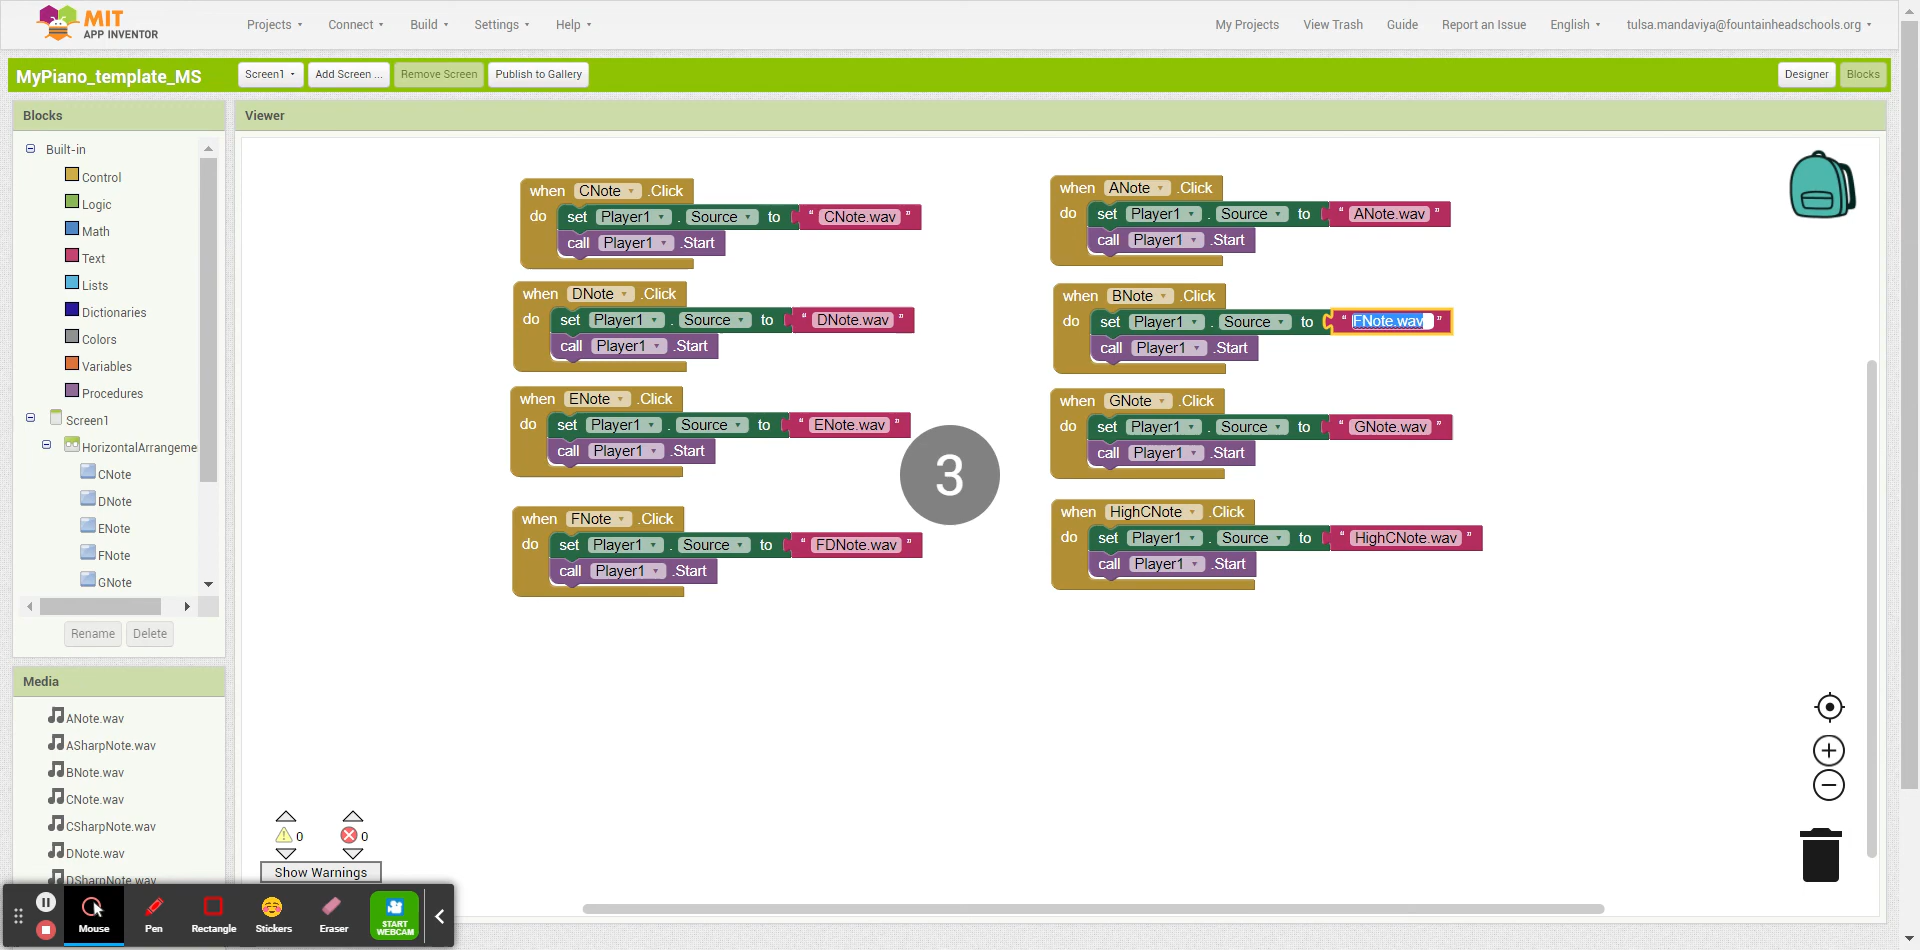 MIT
APP INVENTOR
Projects
Connect
Build
Settings
Help
My Projects
View Trash
Guide
Report an Issue
English
tulsa.mandaviya@fountainheadschools.org
MyPiano_template_MS
Screen1
Add Screen ...
Remove Screen
Publish to Gallery
Designer
Blocks
Blocks
Built-in
Control
Logic
Math
Text
Lists
Dictionaries
Colors
Variables
Procedures
Screen1
HorizontalArrangeme
CNote
DNote
ENote
FNote
GNote
Rename
Delete
Media
ANote.wav
ASharpNote.wav
BNote.wav
CNote.wav
CSharpNote.wav
DNote.wav
DSharpNote.wav
Viewer
when CNote .Click
do set Player1 . Source to “ CNote.wav ”
call Player1 .Start
when DNote .Click
do set Player1 . Source to “ DNote.wav ”
call Player1 .Start
when ENote .Click
do set Player1 . Source to “ ENote.wav ”
call Player1 .Start
when FNote .Click
do set Player1 . Source to “ FDNote.wav ”
call Player1 .Start
when ANote .Click
do set Player1 . Source to “ ANote.wav ”
call Player1 .Start
when BNote .Click
do set Player1 . Source to “ FNote.wav ”
call Player1 .Start
when GNote .Click
do set Player1 . Source to “ GNote.wav ”
call Player1 .Start
when HighCNote .Click
do set Player1 . Source to “ HighCNote.wav ”
call Player1 .Start
3
0
0
Show Warnings
Mouse
Pen
Rectangle
Stickers
Eraser
START
WEBCAM